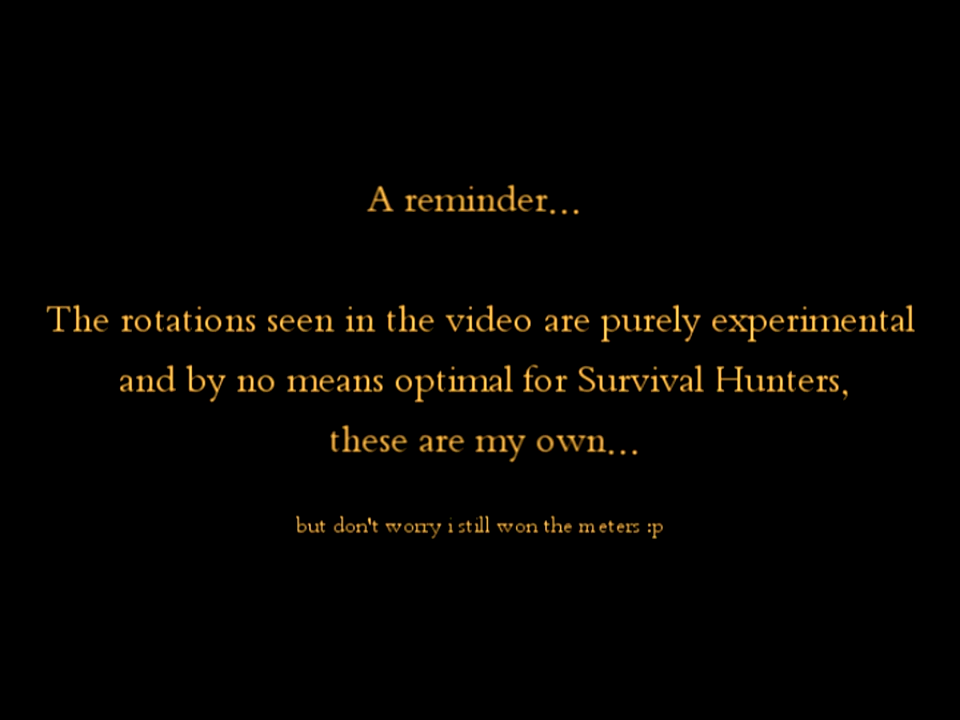 A reminder...
The rotations seen in the video are purely experimental
and by no means optimal for Survival Hunters,
these are my own...
but don't worry i still won the meters :p